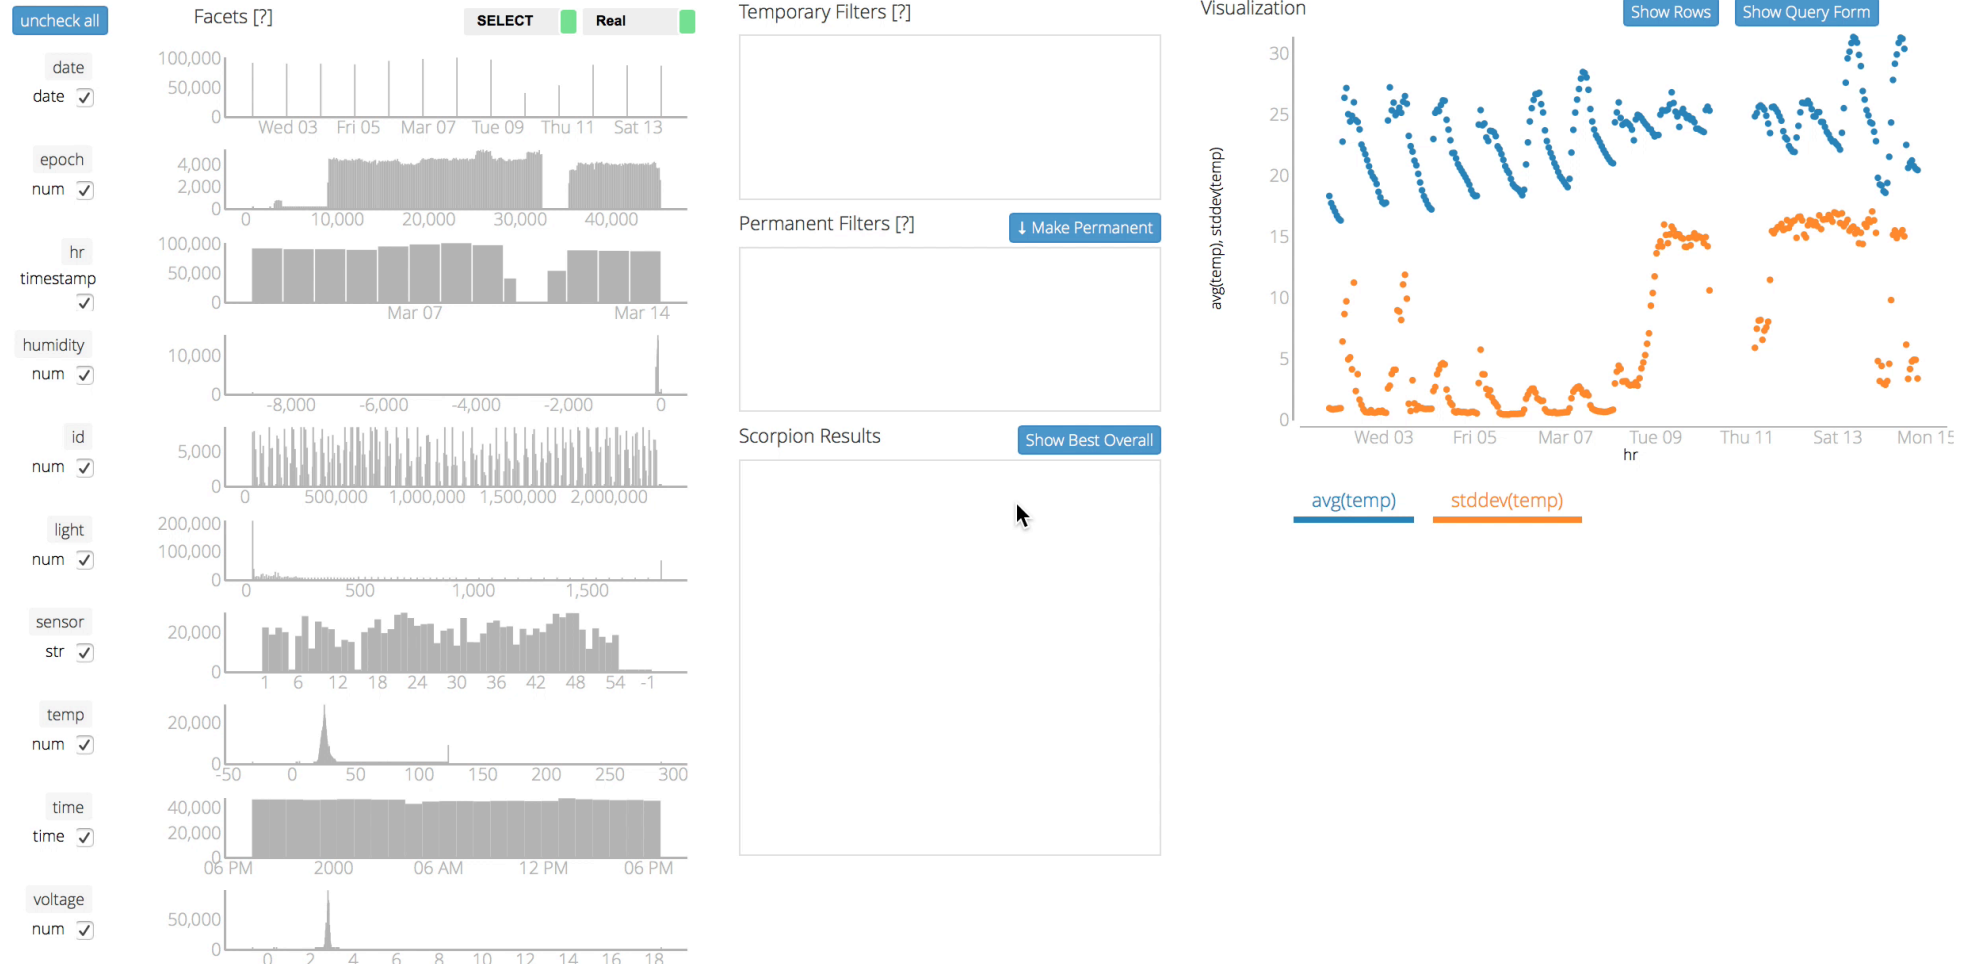 uncheck all
Facets [?]
SELECT
Real
date
date
100,000
50,000
0
Wed 03 Fri 05 Mar 07 Tue 09 Thu 11 Sat 13
epoch
num
4,000
2,000
0
0 10,000 20,000 30,000 40,000
hr
timestamp
100,000
50,000
0
Mar 07 Mar 14
humidity
num
10,000
0
-8,000 -6,000 -4,000 -2,000 0
id
num
5,000
0
0 500,000 1,000,000 1,500,000 2,000,000
light
num
200,000
100,000
0
0 500 1,000 1,500
sensor
str
20,000
0
1 6 12 18 24 30 36 42 48 54 -1
temp
num
20,000
0
-50 0 50 100 150 200 250 300
time
time
40,000
20,000
0
06 PM 2000 06 AM 12 PM 06 PM
voltage
num
50,000
0
0 2 4 6 8 10 12 14 16 18
Temporary Filters [?]
Permanent Filters [?]
↓ Make Permanent
Scorpion Results
Show Best Overall
Visualization
Show Rows
Show Query Form
avg(temp), stddev(temp)
30
25
20
15
10
5
0
Wed 03 Fri 05 Mar 07 Tue 09 Thu 11 Sat 13 Mon 15
hr
avg(temp) stddev(temp)